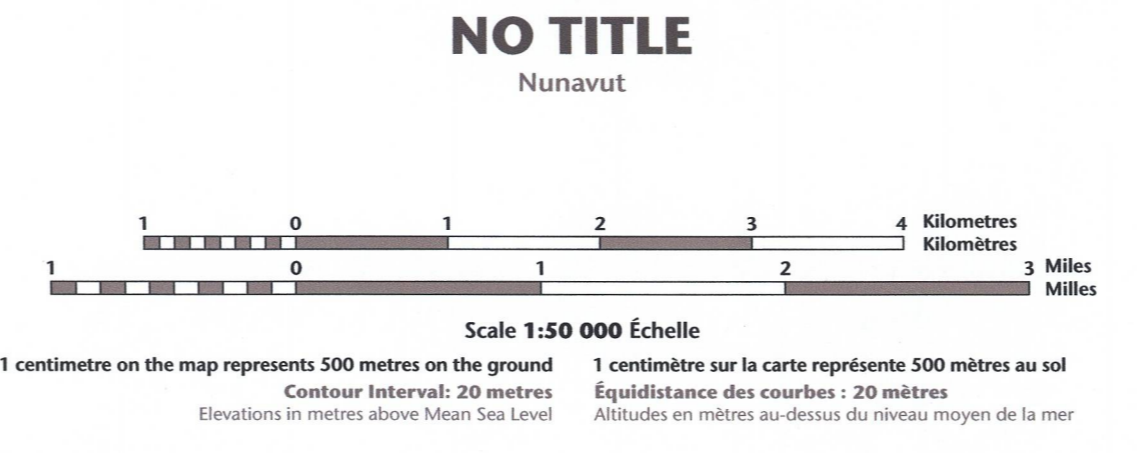 NO TITLE
Nunavut
1 0 1 2 3 4 Kilometres
Kilomètres
1 0 1 2 3 Miles
Milles
Scale 1:50 000 Échelle
1 centimetre on the map represents 500 metres on the ground
Contour Interval: 20 metres
Elevations in metres above Mean Sea Level
1 centimètre sur la carte représente 500 mètres au sol
Équidistance des courbes : 20 mètres
Altitudes en mètres au-dessus du niveau moyen de la mer